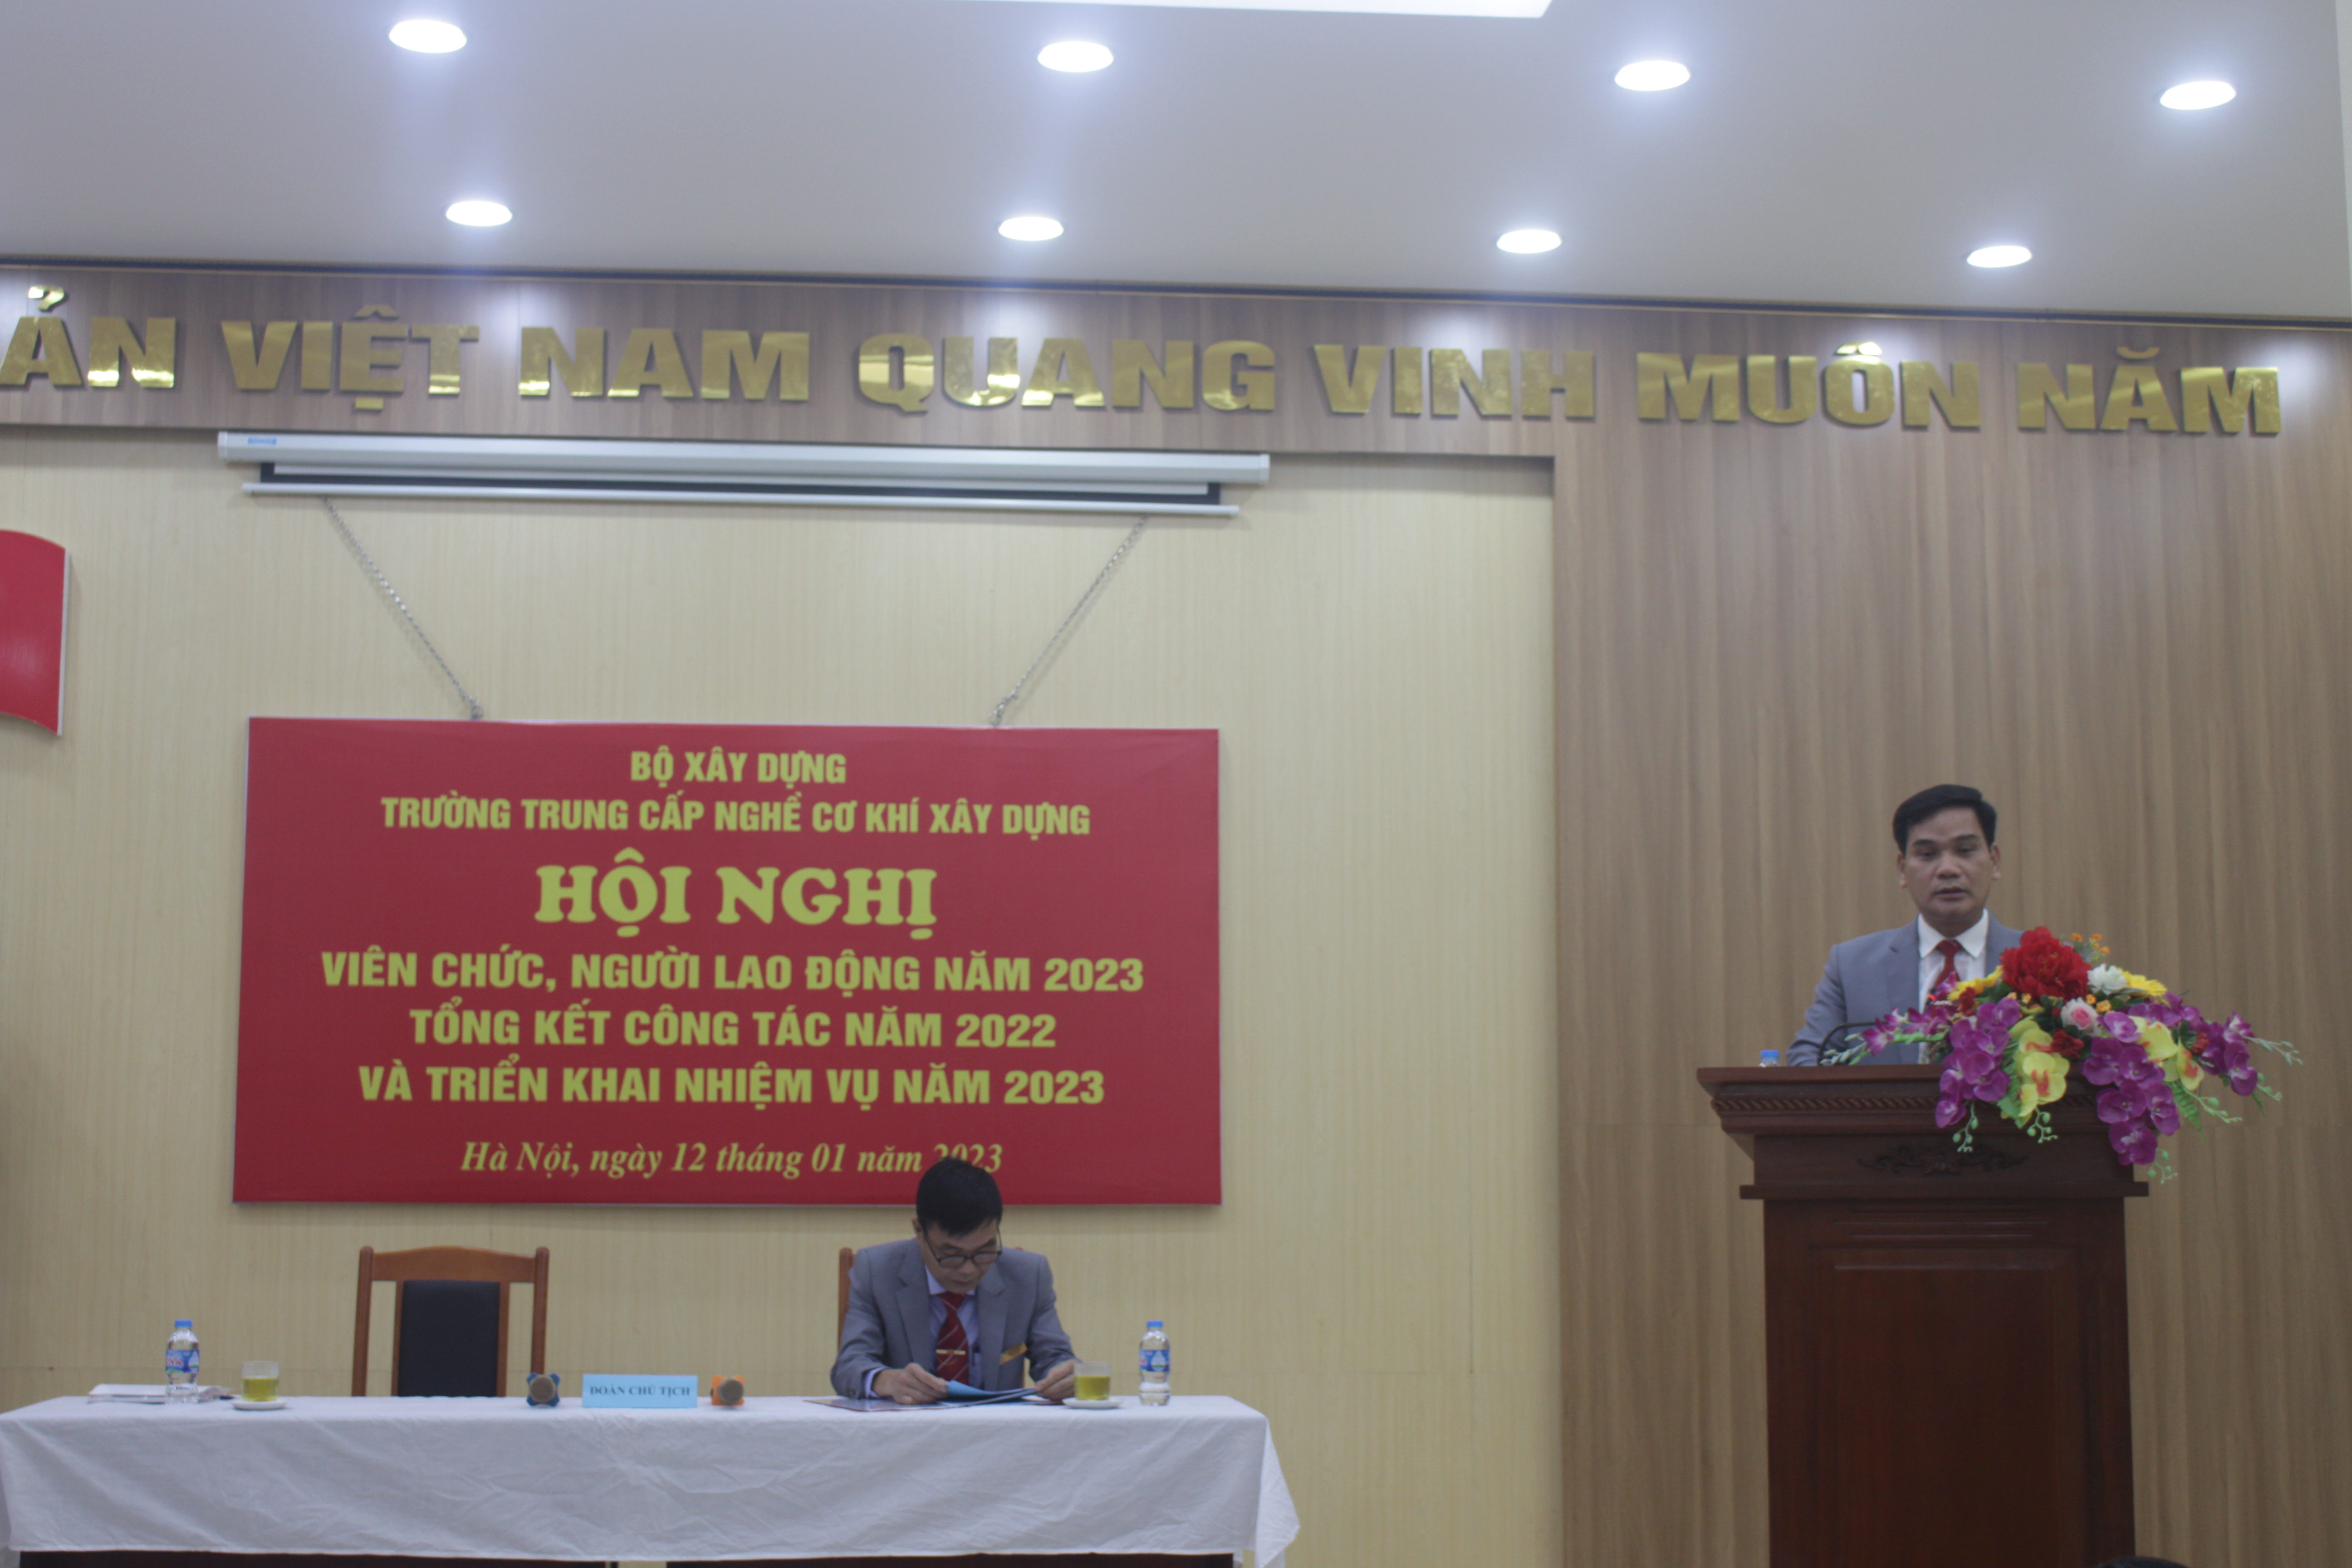 ẢN VIỆT NAM QUANG VINH MUÔN NĂM
BỘ XÂY DỰNG
TRƯỜNG TRUNG CẤP NGHỀ CƠ KHÍ XÂY DỰNG
HỘI NGHỊ
VIÊN CHỨC, NGƯỜI LAO ĐỘNG NĂM 2023
TỔNG KẾT CÔNG TÁC NĂM 2022
VÀ TRIỂN KHAI NHIỆM VỤ NĂM 2023
Hà Nội, ngày 12 tháng 01 năm 2023
ĐOÀN CHỦ TỊCH